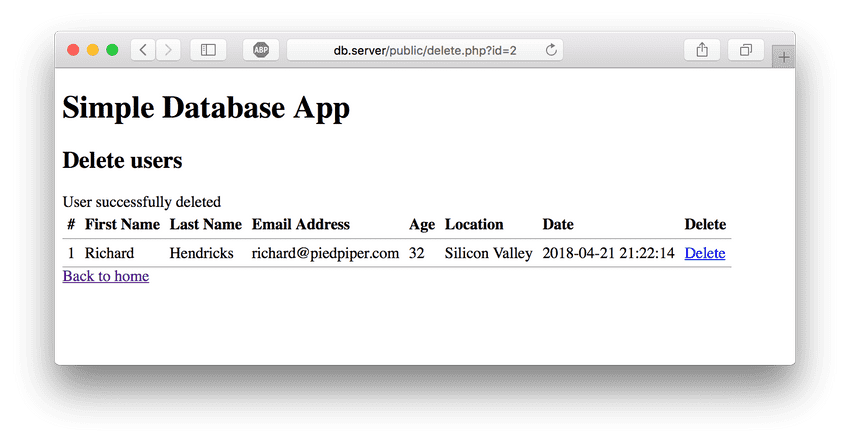 ABP
db.server/public/delete.php?id=2
Simple Database App
Delete users
User successfully deleted
# First Name Last Name Email Address Age Location Date Delete
1 Richard Hendricks richard@piedpiper.com 32 Silicon Valley 2018-04-21 21:22:14 Delete
Back to home